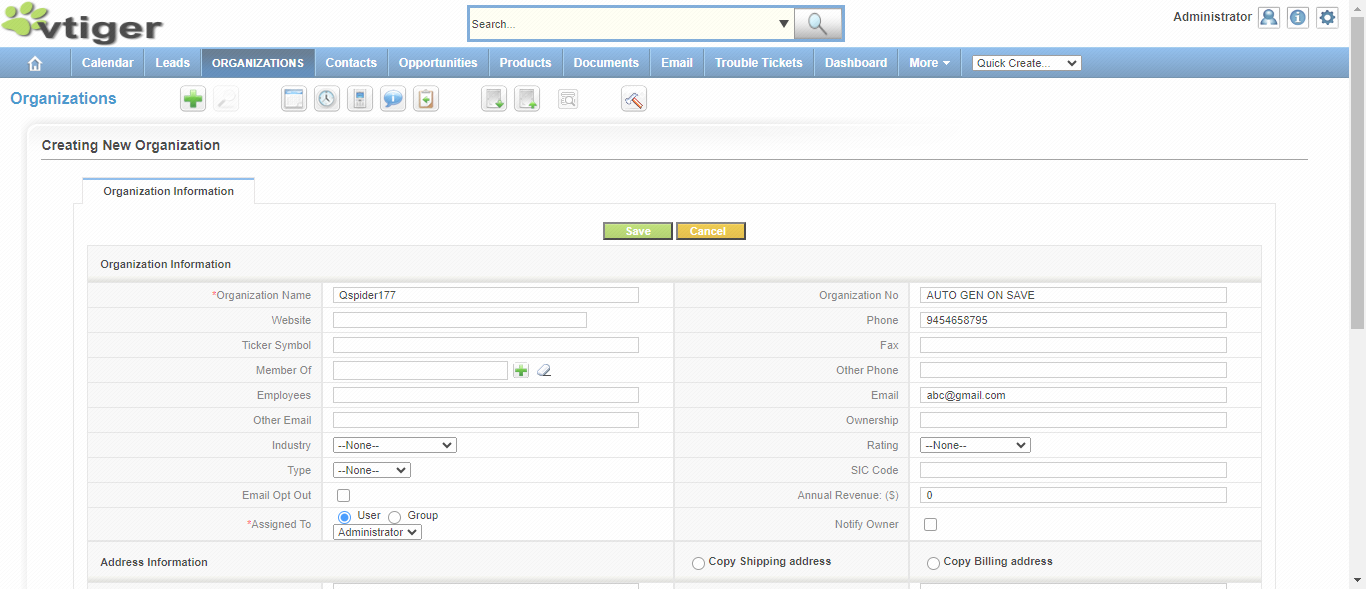 vtiger
Search...
Administrator
Calendar Leads ORGANIZATIONS Contacts Opportunities Products Documents Email Trouble Tickets Dashboard More Quick Create...
Organizations
Creating New Organization
Organization Information
Save Cancel
Organization Information
*Organization Name Qspider177 Organization No AUTO GEN ON SAVE
Website Phone 9454658795
Ticker Symbol Fax
Member Of Other Phone
Employees Email abc@gmail.com
Other Email Ownership
Industry --None-- Rating --None--
Type --None-- SIC Code
Email Opt Out Annual Revenue: ($) 0
*Assigned To User Group Notify Owner
Administrator
Address Information Copy Shipping address Copy Billing address